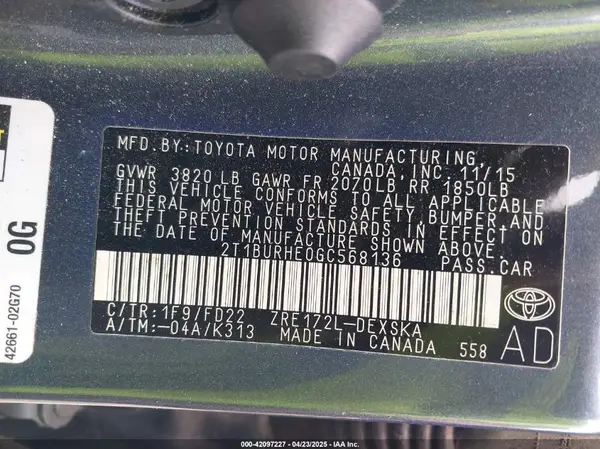 MFD.BY:TOYOTA MOTOR MANUFACTURING,
CANADA,INC. 11/15
GVWR 3820 LB GAWR FR 2070LB RR 1850LB
THIS VEHICLE CONFORMS TO ALL APPLICABLE
FEDERAL MOTOR VEHICLE SAFETY, BUMPER,AND
THEFT PREVENTION STANDARDS IN EFFECT ON
THE DATE OF MANUFACTURE SHOWN ABOVE.
2T1BURHE0GC568136 PASS.CAR
C/TR:1F9/FD22 ZRE172L-DEXSKA
A/TM:-04A/K313 MADE IN CANADA 558
AD
0G
42661-02G70
000-42097227 - 04/23/2025 - IAA Inc.